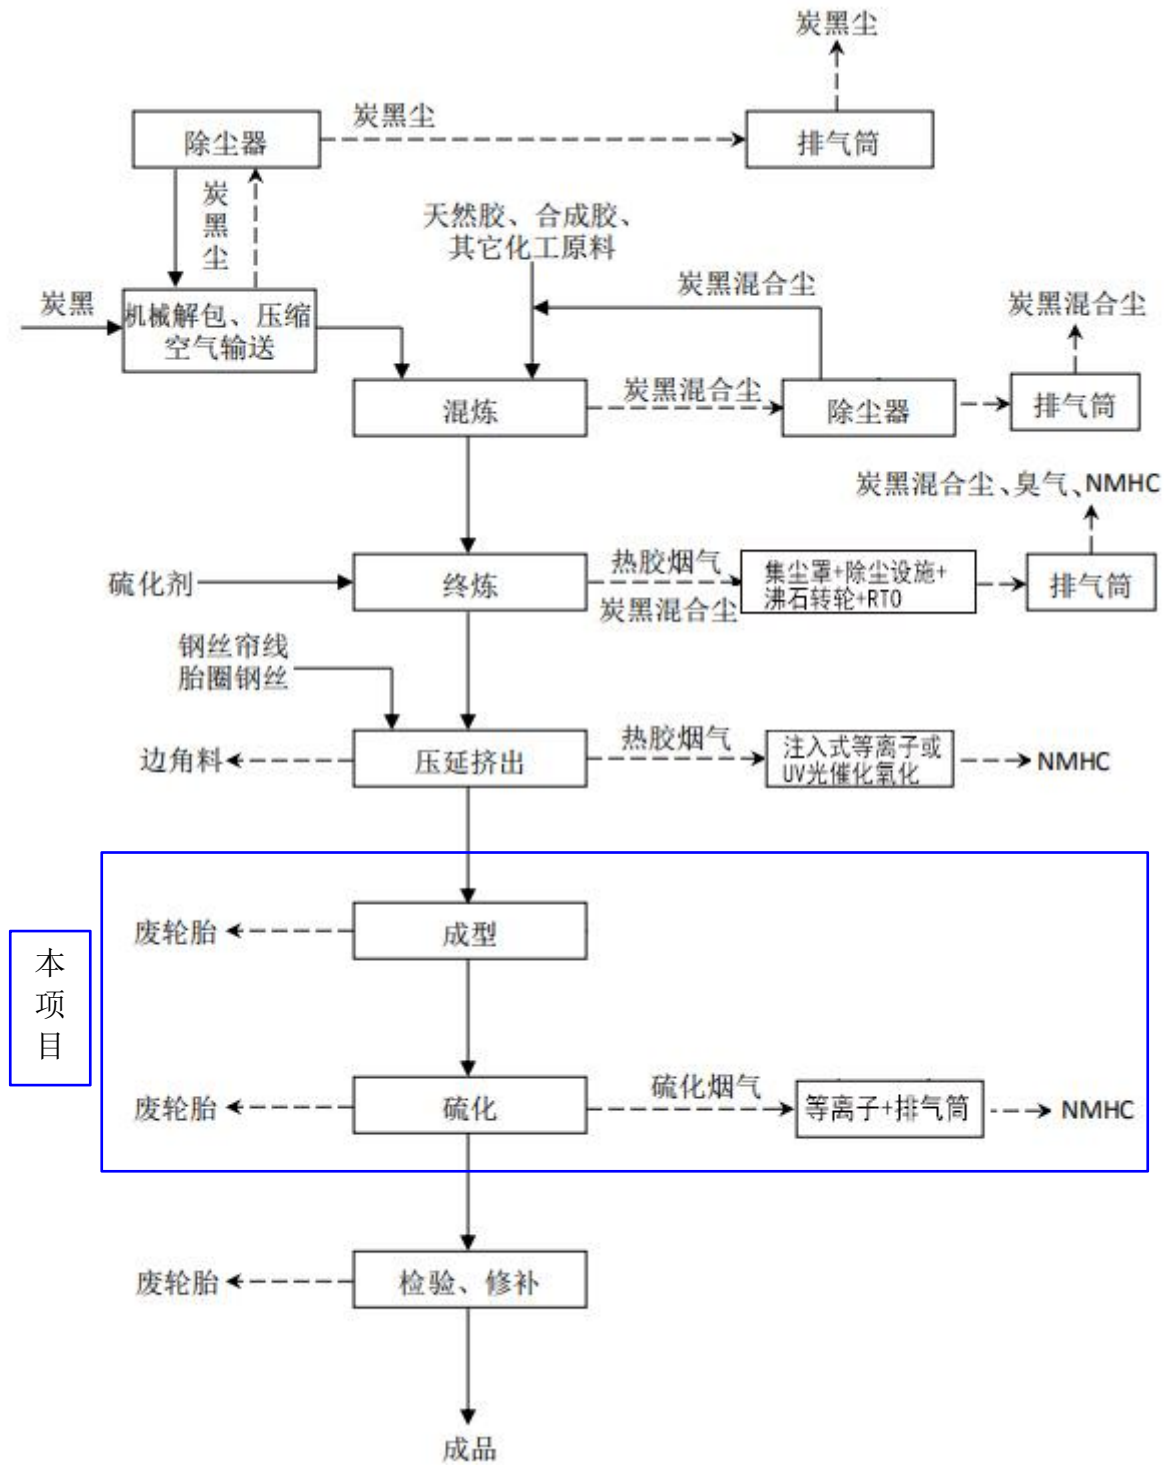 炭黑尘
炭黑尘
除尘器
排气筒
炭
黑
尘
天然胶、合成胶、
其它化工原料
炭黑混合尘
炭黑
机械解包、压缩
空气输送
炭黑混合尘
炭黑混合尘
混炼
除尘器
排气筒
炭黑混合尘、臭气、NMHC
硫化剂
终炼
热胶烟气
炭黑混合尘
集尘罩+除尘设施+
沸石转轮+RTO
排气筒
钢丝帘线
胎圈钢丝
边角料
压延挤出
热胶烟气
注入式等离子或
UV光催化氧化
NMHC
本
项
目
废轮胎
成型
废轮胎
硫化
硫化烟气
等离子+排气筒
NMHC
废轮胎
检验、修补
成品